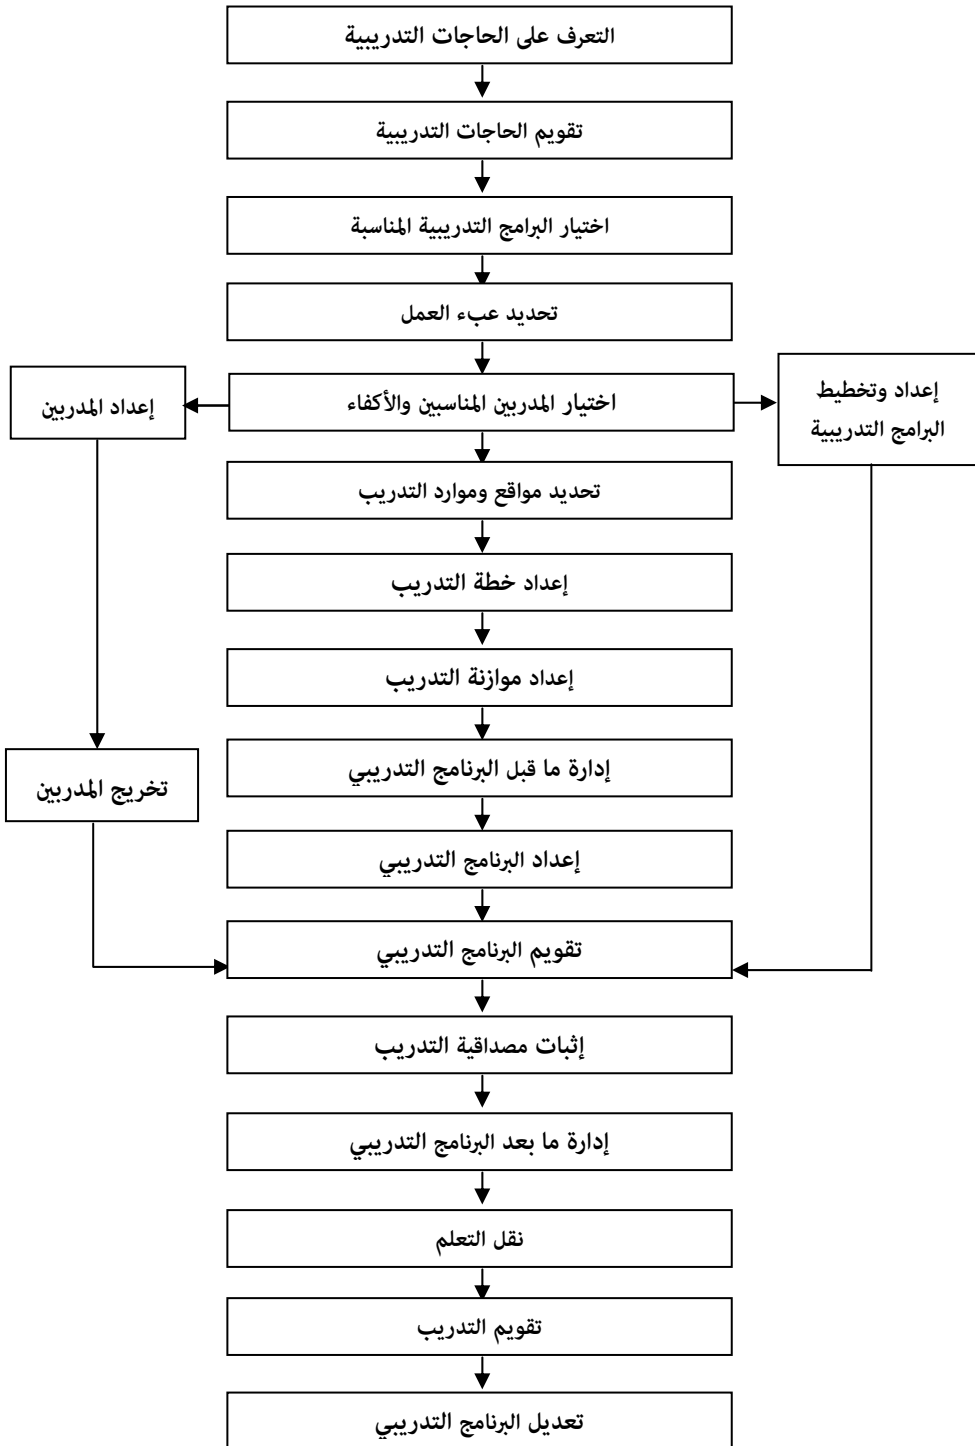 التعرف على الحاجات التدريبية
تقويم الحاجات التدريبية
اختيار البرامج التدريبية المناسبة
تحديد عبء العمل
إعداد وتخطيط
البرامج التدريبية
اختيار المدربين المناسبين والأكفاء
إعداد المدربين
تحديد مواقع وموارد التدريب
إعداد خطة التدريب
إعداد موازنة التدريب
إدارة ما قبل البرنامج التدريبي
تخريج المدربين
إعداد البرنامج التدريبي
تقويم البرنامج التدريبي
إثبات مصداقية التدريب
إدارة ما بعد البرنامج التدريبي
نقل التعلم
تقويم التدريب
تعديل البرنامج التدريبي